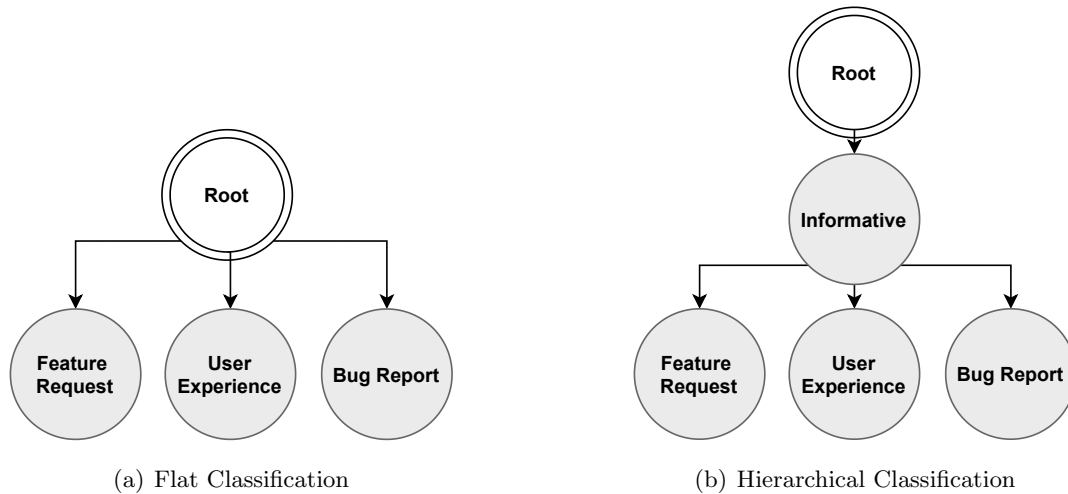 Root
Feature
Request
User
Experience
Bug Report
(a) Flat Classification
Root
Informative
Feature
Request
User
Experience
Bug Report
(b) Hierarchical Classification